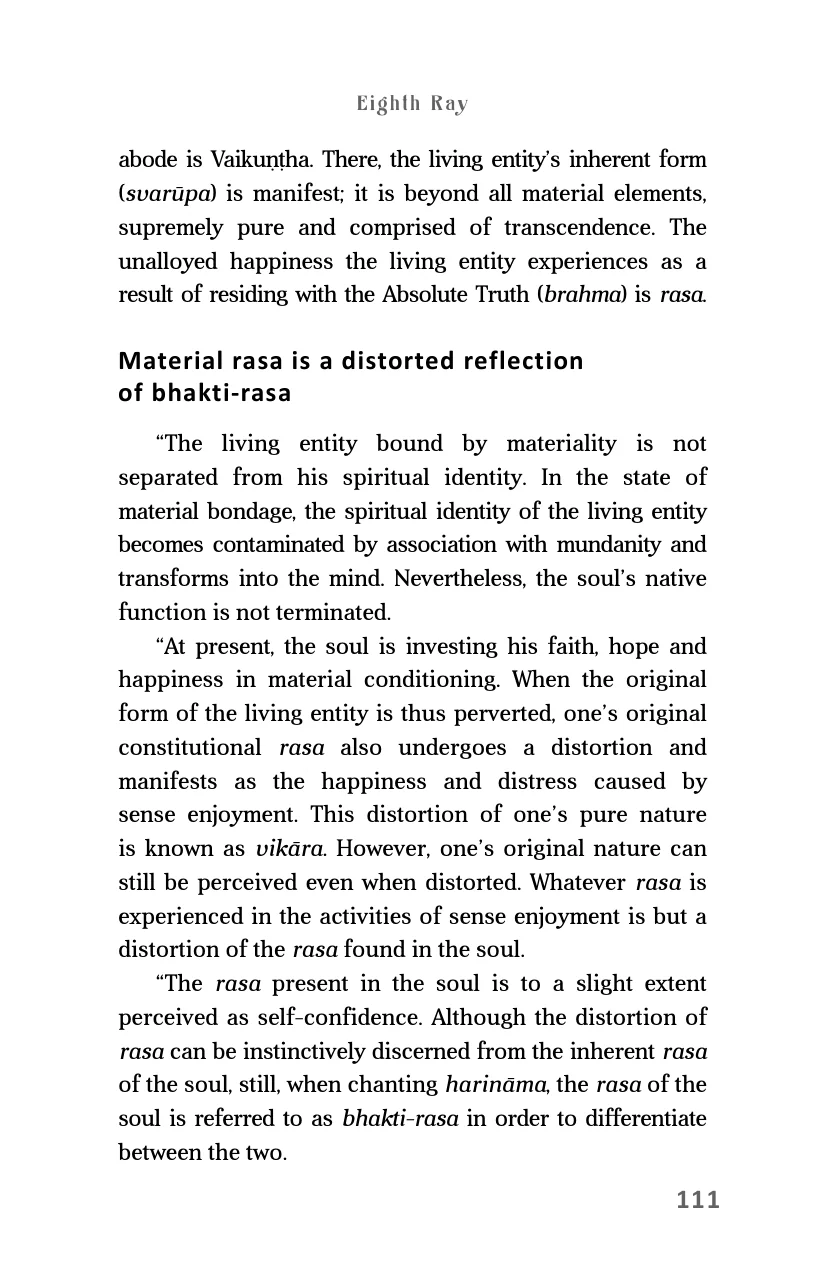 Eighth Ray
abode is Vaikuṇṭha. There, the living entity’s inherent form
(svarūpa) is manifest; it is beyond all material elements,
supremely pure and comprised of transcendence. The
unalloyed happiness the living entity experiences as a
result of residing with the Absolute Truth (brahma) is rasa.
Material rasa is a distorted reflection
of bhakti-rasa
“The living entity bound by materiality is not
separated from his spiritual identity. In the state of
material bondage, the spiritual identity of the living entity
becomes contaminated by association with mundanity and
transforms into the mind. Nevertheless, the soul’s native
function is not terminated.
“At present, the soul is investing his faith, hope and
happiness in material conditioning. When the original
form of the living entity is thus perverted, one’s original
constitutional rasa also undergoes a distortion and
manifests as the happiness and distress caused by
sense enjoyment. This distortion of one’s pure nature
is known as vikāra. However, one’s original nature can
still be perceived even when distorted. Whatever rasa is
experienced in the activities of sense enjoyment is but a
distortion of the rasa found in the soul.
“The rasa present in the soul is to a slight extent
perceived as self-confidence. Although the distortion of
rasa can be instinctively discerned from the inherent rasa
of the soul, still, when chanting harināma, the rasa of the
soul is referred to as bhakti-rasa in order to differentiate
between the two.
111